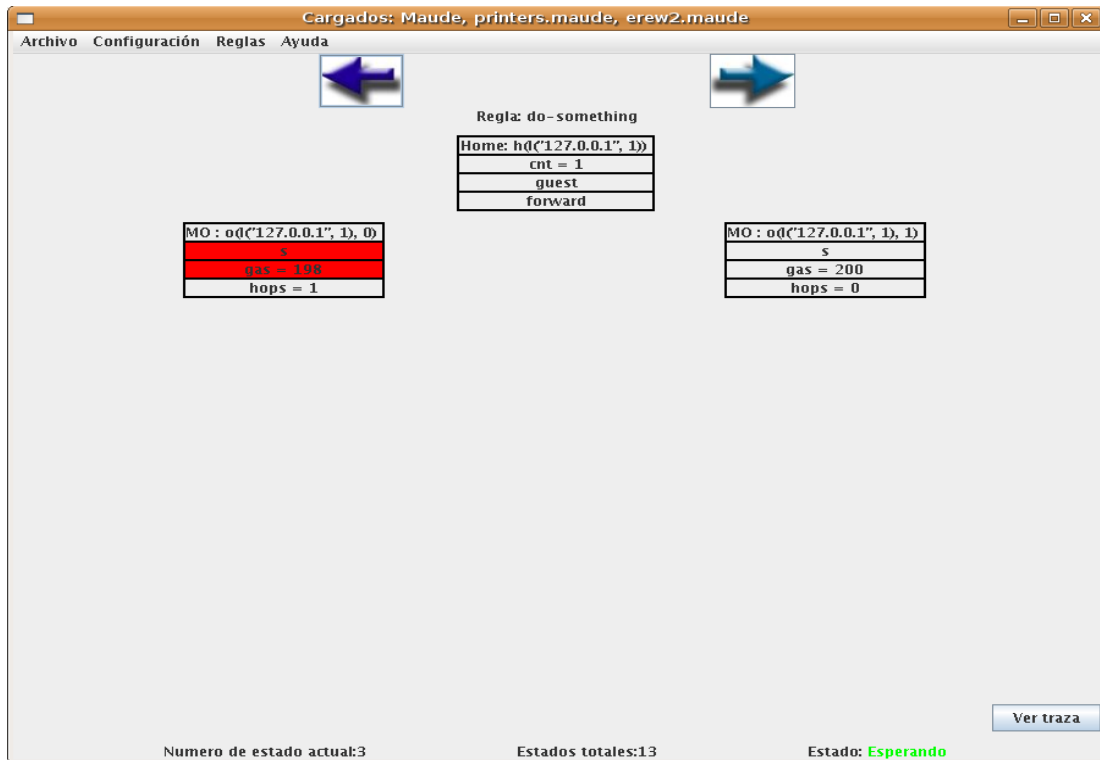 Cargados: Maude, printers.maude, erew2.maude
Archivo Configuración Reglas Ayuda
Regla: do-something
Home: h(l("127.0.0.1", 1))
cnt = 1
guest
forward
MO : o(l("127.0.0.1", 1), 0)
s
gas = 198
hops = 1
MO : o(l("127.0.0.1", 1), 1)
s
gas = 200
hops = 0
Ver traza
Numero de estado actual:3 Estados totales:13 Estado: Esperando